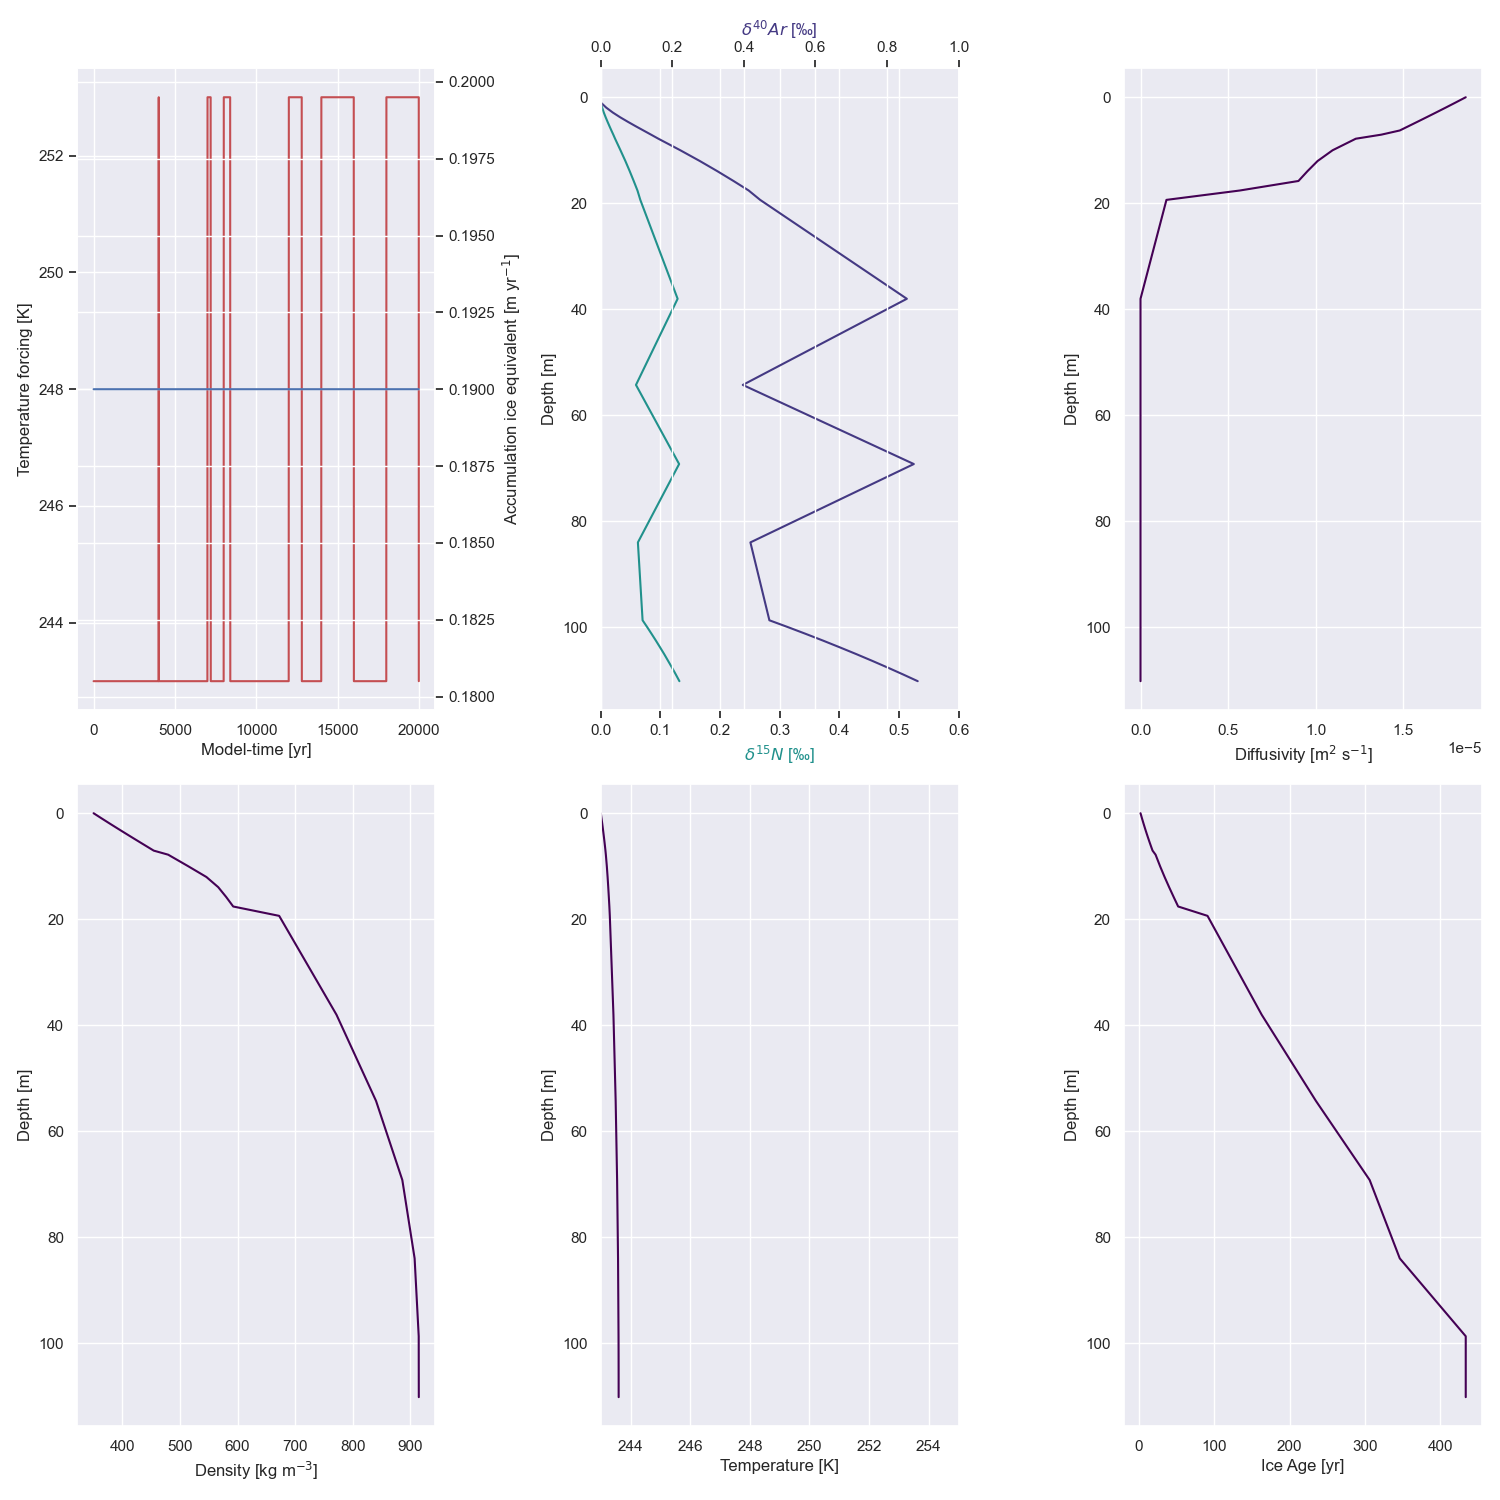 δ⁴⁰Ar [‰]
0.0 0.2 0.4 0.6 0.8 1.0
252
250
248
246
244
Temperature forcing [K]
0 5000 10000 15000 20000
Model-time [yr]
0.2000
0.1975
0.1950
0.1925
0.1900
0.1875
0.1850
0.1825
0.1800
Accumulation ice equivalent [m yr⁻¹]
0
20
40
60
80
100
Depth [m]
0.0 0.1 0.2 0.3 0.4 0.5 0.6
δ¹⁵N [‰]
0
20
40
60
80
100
Depth [m]
0.0 0.5 1.0 1.5
1e−5
Diffusivity [m² s⁻¹]
0
20
40
60
80
100
Depth [m]
400 500 600 700 800 900
Density [kg m⁻³]
0
20
40
60
80
100
Depth [m]
244 246 248 250 252 254
Temperature [K]
0
20
40
60
80
100
Depth [m]
0 100 200 300 400
Ice Age [yr]